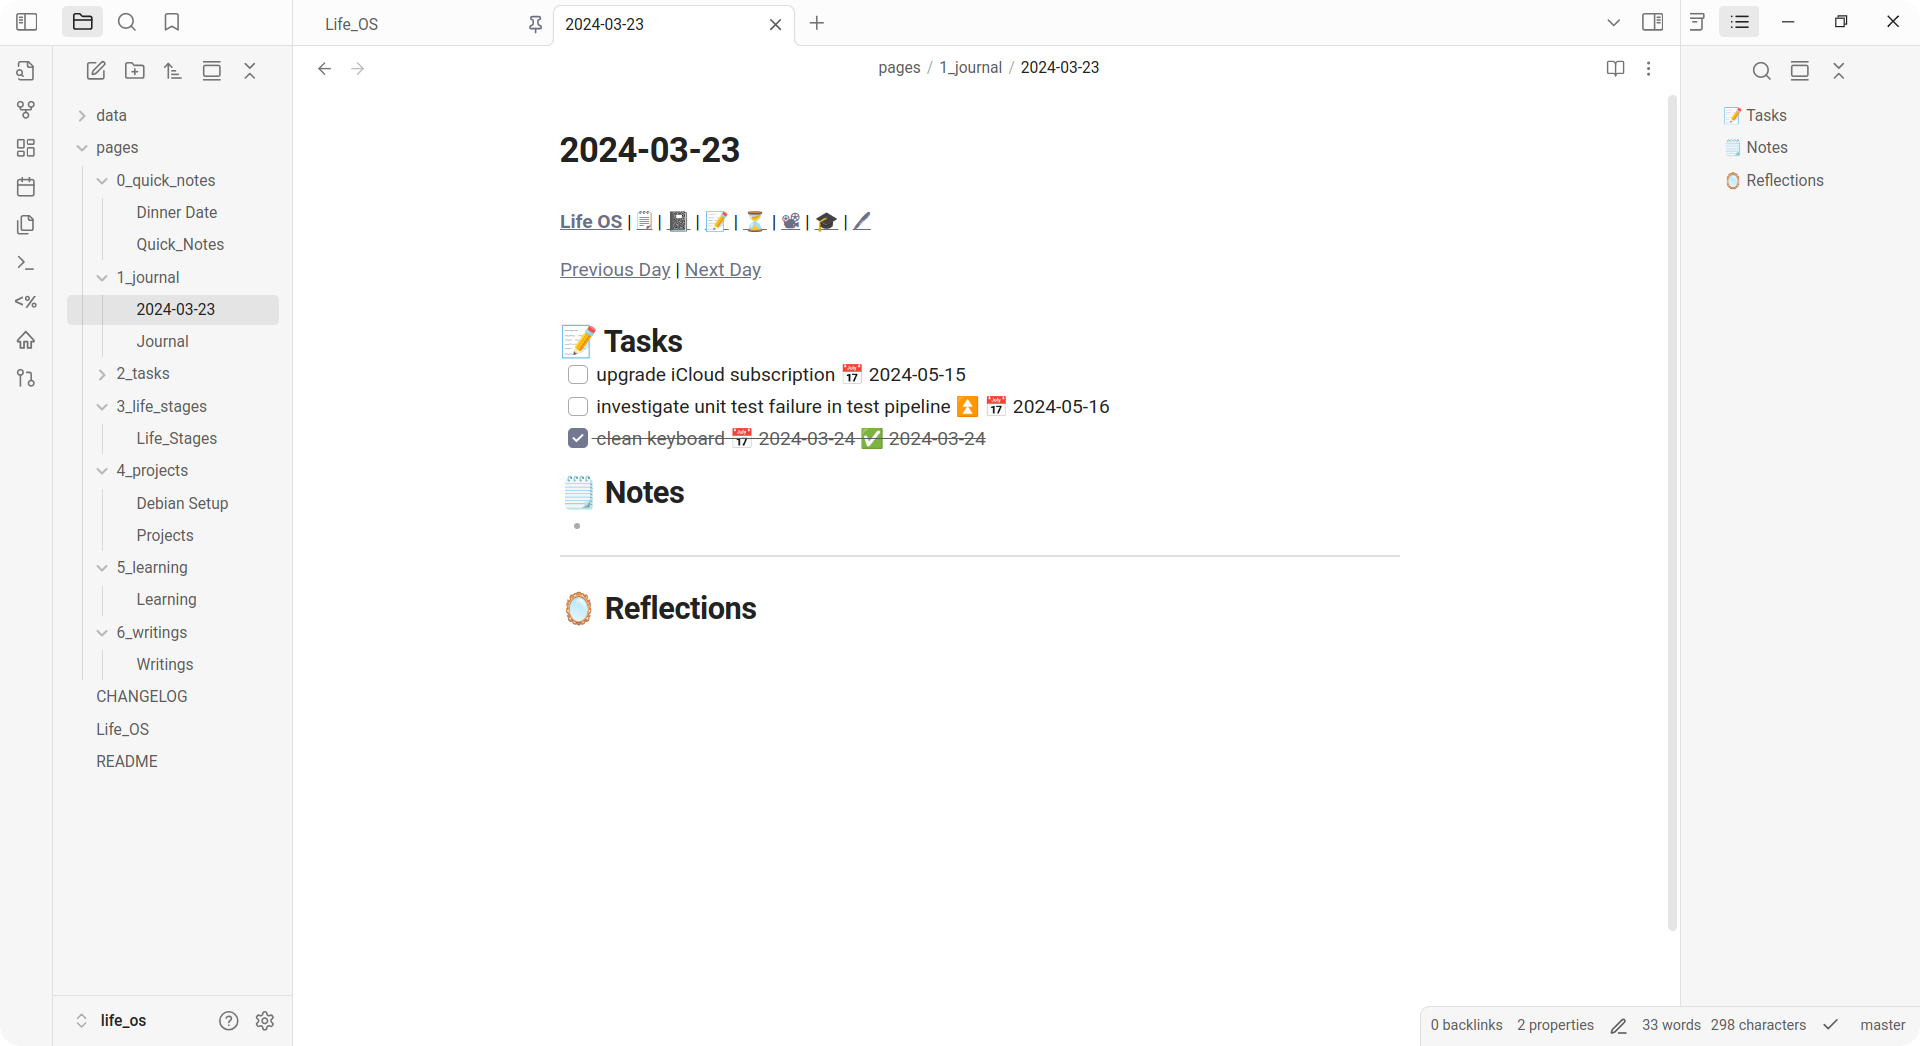 Life_OS
2024-03-23
pages / 1_journal / 2024-03-23
data
pages
0_quick_notes
Dinner Date
Quick_Notes
1_journal
2024-03-23
Journal
2_tasks
3_life_stages
Life_Stages
4_projects
Debian Setup
Projects
5_learning
Learning
6_writings
Writings
CHANGELOG
Life_OS
README
life_os
2024-03-23
Life OS | 🗒️ | 📓 | 📝 | ⏳ | 📽️ | 🎓 | 🖊️
Previous Day | Next Day
📝 Tasks
upgrade iCloud subscription 📅 2024-05-15
investigate unit test failure in test pipeline ⏫ 📅 2024-05-16
clean keyboard 📅 2024-03-24 ✅ 2024-03-24
🗒️ Notes
🪞 Reflections
📝 Tasks
🗒️ Notes
🪞 Reflections
0 backlinks 2 properties 33 words 298 characters master